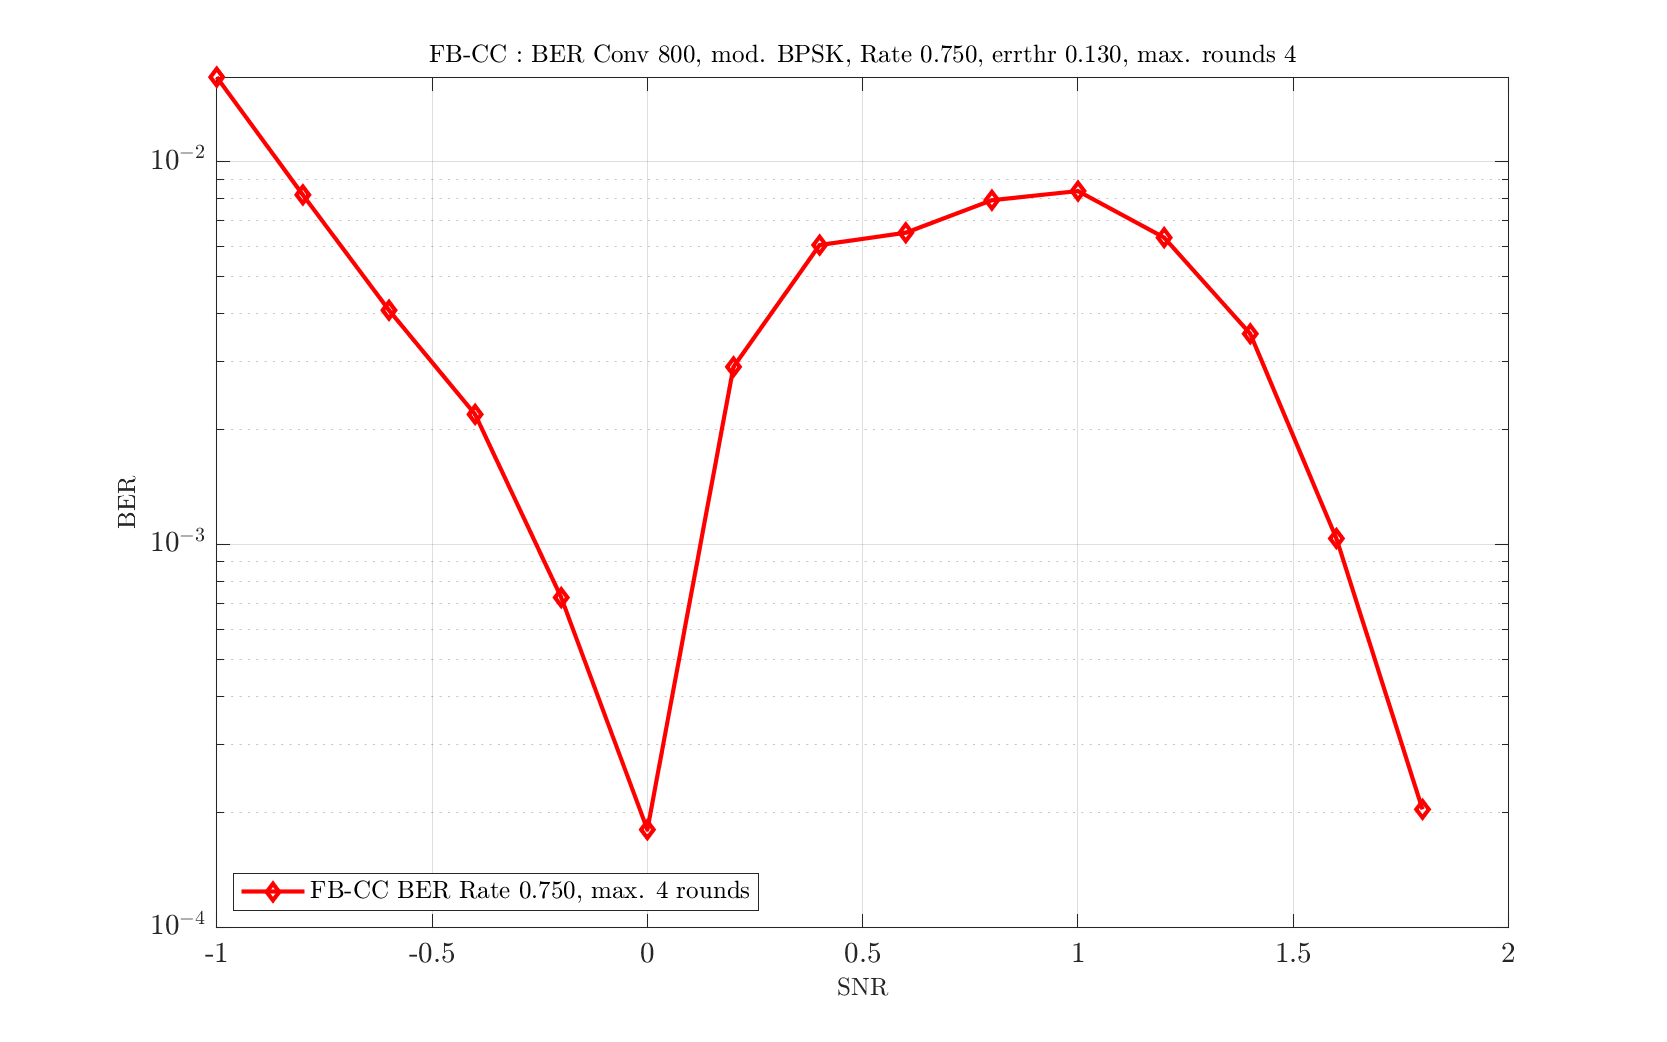 FB-CC : BER Conv 800, mod. BPSK, Rate 0.750, errthr 0.130, max. rounds 4
10⁻²
10⁻³
10⁻⁴
BER
FB-CC BER Rate 0.750, max. 4 rounds
-1 -0.5 0 0.5 1 1.5 2
SNR